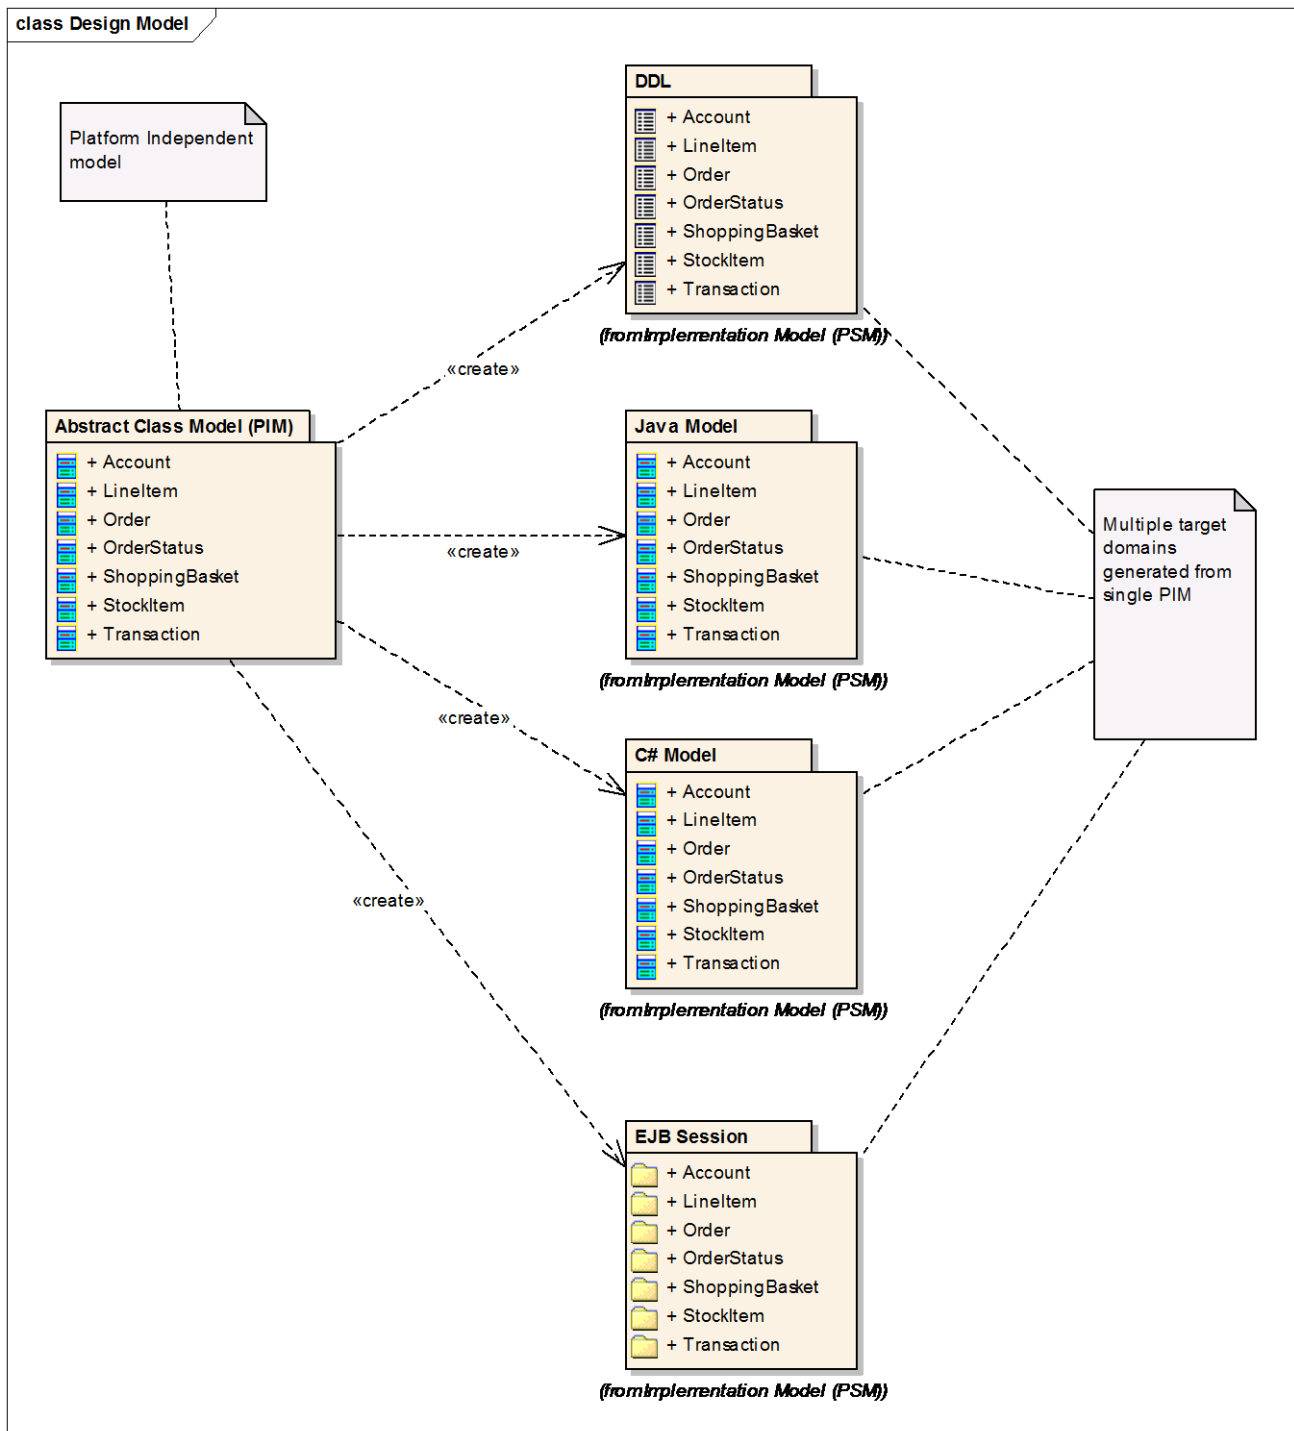 class Design Model
Platform Independent
model
DDL
+ Account
+ LineItem
+ Order
+ OrderStatus
+ ShoppingBasket
+ StockItem
+ Transaction
(from Implementation Model (PSM))
«create»
Abstract Class Model (PIM)
+ Account
+ LineItem
+ Order
+ OrderStatus
+ ShoppingBasket
+ StockItem
+ Transaction
«create»
Java Model
+ Account
+ LineItem
+ Order
+ OrderStatus
+ ShoppingBasket
+ StockItem
+ Transaction
(from Implementation Model (PSM))
Multiple target
domains
generated from
single PIM
«create»
C# Model
+ Account
+ LineItem
+ Order
+ OrderStatus
+ ShoppingBasket
+ StockItem
+ Transaction
(from Implementation Model (PSM))
«create»
EJB Session
+ Account
+ LineItem
+ Order
+ OrderStatus
+ ShoppingBasket
+ StockItem
+ Transaction
(from Implementation Model (PSM))